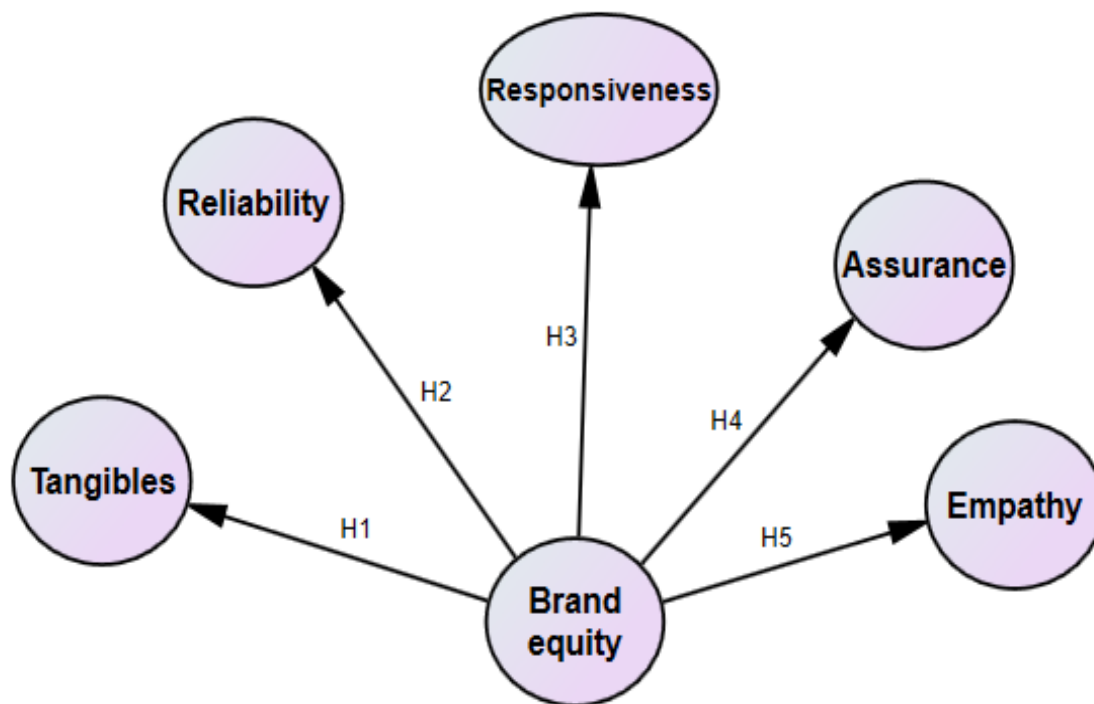 Responsiveness
Reliability
Assurance
H3
H2
H4
Tangibles
Empathy
H1
H5
Brand
equity